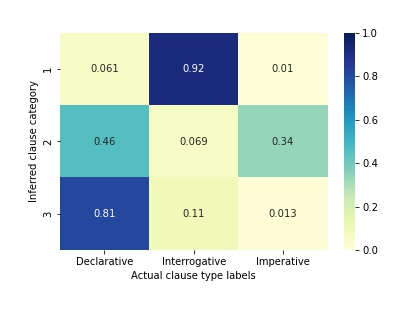 1.0
0.8
0.6
0.4
0.2
0.0
Inferred clause category
1 0.061 0.92 0.01
2 0.46 0.069 0.34
3 0.81 0.11 0.013
Declarative Interrogative Imperative
Actual clause type labels